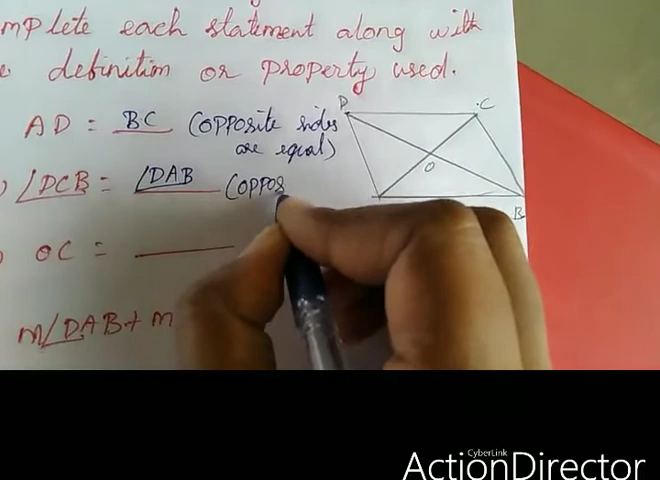 mplete each statement along with
e definition or property used.
AD = BC (opposite sides
are equal)
) ∠DCB = ∠DAB (oppos
OC =
m∠DAB + m
D
C
O
B
CyberLink
ActionDirector